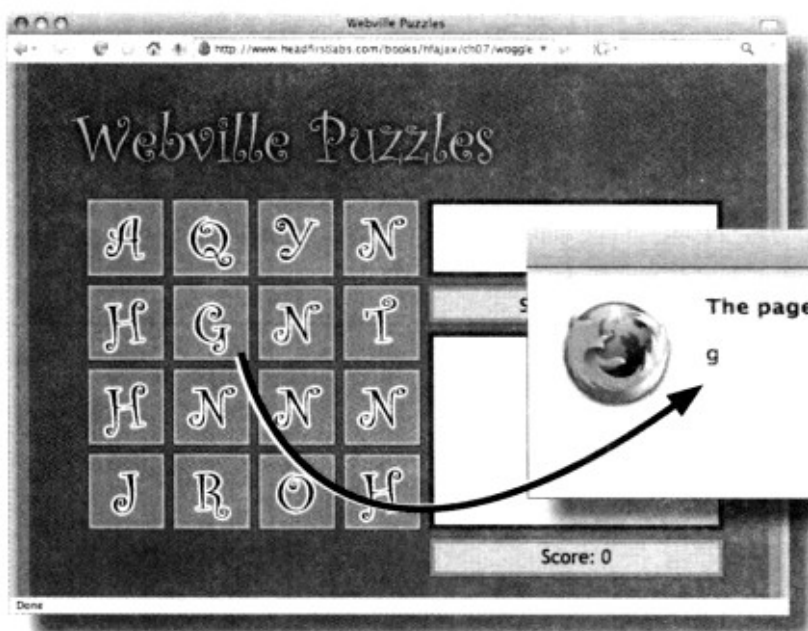 Webville Puzzles
http://www.headfirstlabs.com/books/hfajax/ch07/woggle
Webville Puzzles
A Q Y N
H G N T
H N N N
J R O H
S
The page
g
Score: 0
Done